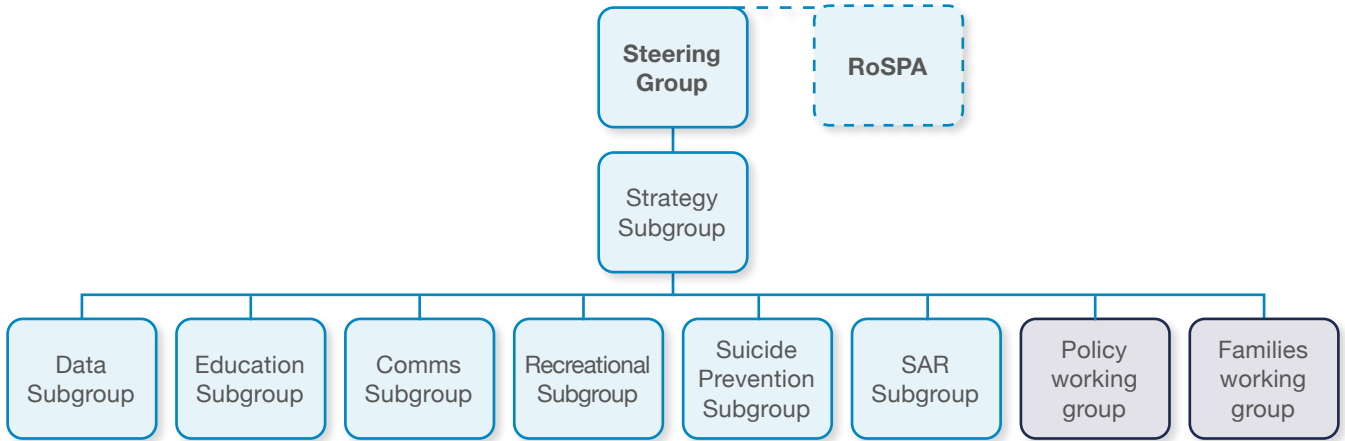 Steering
Group
RoSPA
Strategy
Subgroup
Data
Subgroup
Education
Subgroup
Comms
Subgroup
Recreational
Subgroup
Suicide
Prevention
Subgroup
SAR
Subgroup
Policy
working
group
Families
working
group